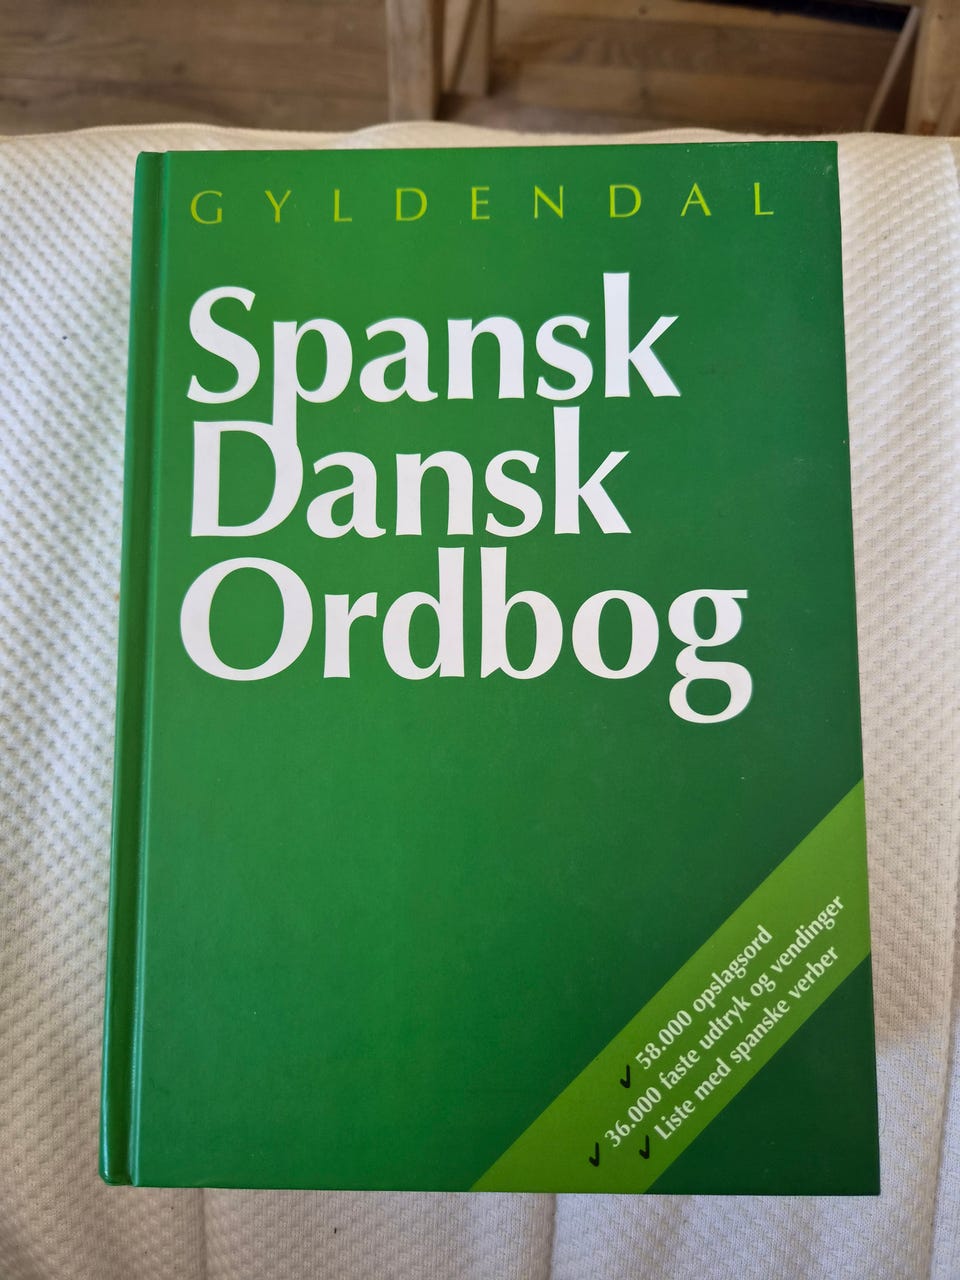 GYLDENDAL
Spansk
Dansk
Ordbog
✓ 58.000 opslagsord
✓ 36.000 faste udtryk og vendinger
✓ Liste med spanske verber